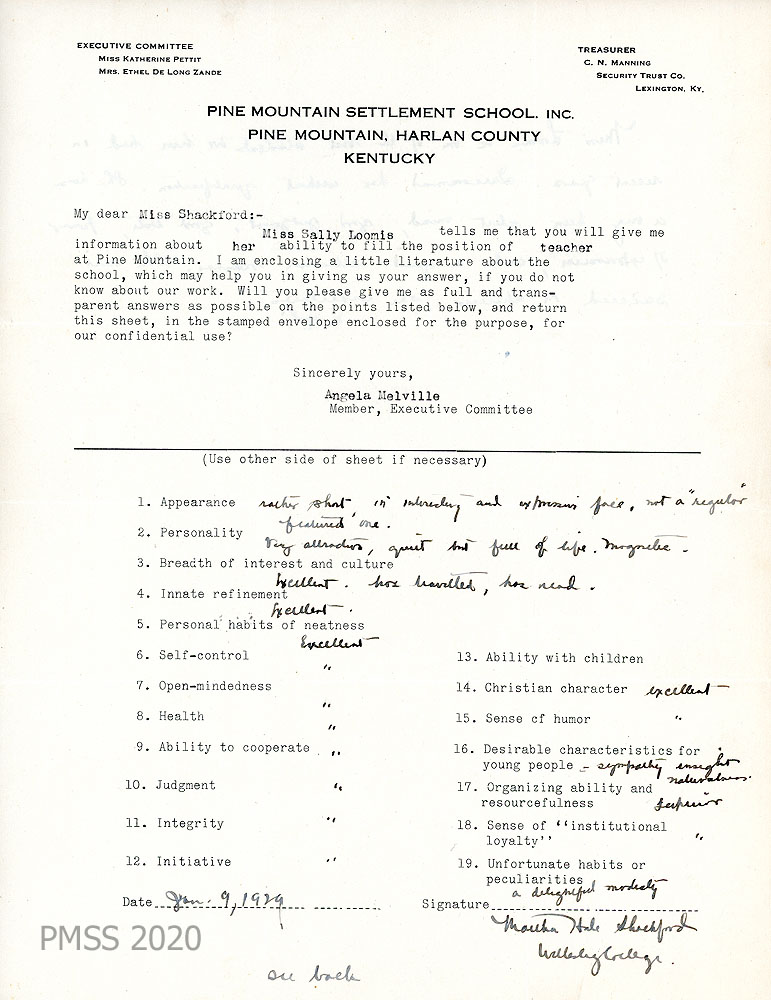 EXECUTIVE COMMITTEE
MISS KATHERINE PETTIT
MRS. ETHEL DE LONG ZANDE
TREASURER
C. N. MANNING
SECURITY TRUST CO.
LEXINGTON, KY.
PINE MOUNTAIN SETTLEMENT SCHOOL. INC.
PINE MOUNTAIN, HARLAN COUNTY
KENTUCKY
My dear Miss Shackford:-
Miss Sally Loomis tells me that you will give me
information about her ability to fill the position of teacher
at Pine Mountain. I am enclosing a little literature about the
school, which may help you in giving us your answer, if you do not
know about our work. Will you please give me as full and trans-
parent answers as possible on the points listed below, and return
this sheet, in the stamped envelope enclosed for the purpose, for
our confidential use?
Sincerely yours,
Angela Melville
Member, Executive Committee
(Use other side of sheet if necessary)
1. Appearance rather short, interesting and expressive face, not a "regular"
featured one.
2. Personality
Very attractive, quiet but full of life. Magnetic.
3. Breadth of interest and culture
Excellent. has travelled, has read.
4. Innate refinement
Excellent.
5. Personal habits of neatness
Excellent
6. Self-control "
7. Open-mindedness "
8. Health "
9. Ability to cooperate "
10. Judgment "
11. Integrity "
12. Initiative "
13. Ability with children
14. Christian character excellent
15. Sense of humor "
16. Desirable characteristics for
young people - sympathy insight
naturalness.
17. Organizing ability and
resourcefulness superior
18. Sense of ''institutional
loyalty'' "
19. Unfortunate habits or
peculiarities
a delightful modesty
Date Jan. 9, 1929
Signature
Martha Hale Shackford
Wellesley College.
PMSS 2020
see back